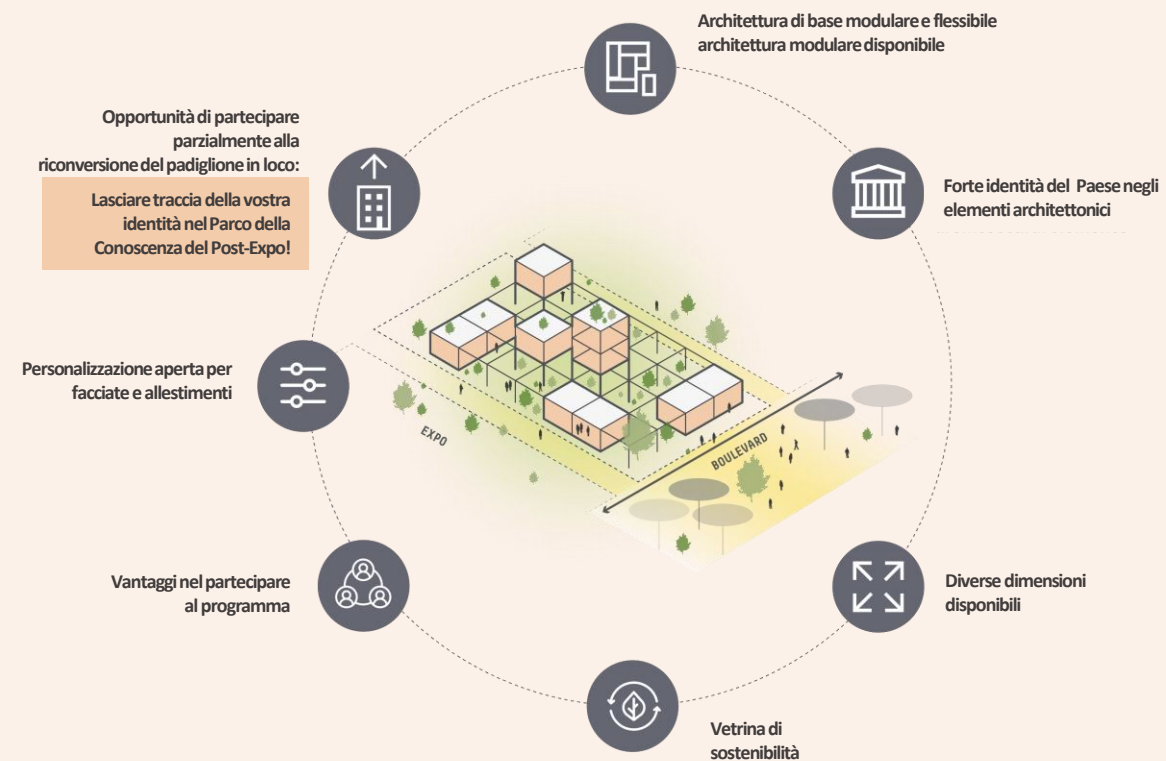 Architettura di base modulare e flessibile
architettura modulare disponibile
Opportunità di partecipare
parzialmente alla
riconversione del padiglione in loco:
Lasciare traccia della vostra
identità nel Parco della
Conoscenza del Post-Expo!
Forte identità del Paese negli
elementi architettonici
Personalizzazione aperta per
facciate e allestimenti
EXPO
BOULEVARD
Vantaggi nel partecipare
al programma
Diverse dimensioni
disponibili
Vetrina di
sostenibilità